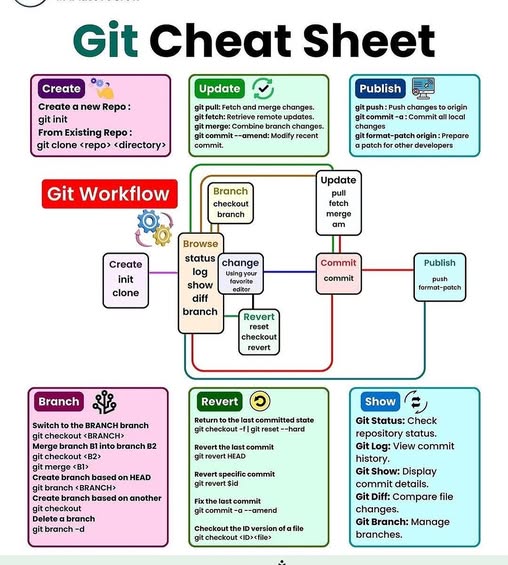 Git Cheat Sheet
Create
Create a new Repo :
git init
From Existing Repo :
git clone <repo> <directory>
Update
git pull: Fetch and merge changes.
git fetch: Retrieve remote updates.
git merge: Combine branch changes.
git commit --amend: Modify recent
commit.
Publish
git push : Push changes to origin
git commit -a : Commit all local
changes
git format-patch origin : Prepare
a patch for other developers
Git Workflow
Branch
checkout
branch
Update
pull
fetch
merge
am
Browse
status
log
show
diff
branch
Create
init
clone
change
Using your
favorite
editor
Commit
commit
Publish
push
format-patch
Revert
reset
checkout
revert
Branch
Switch to the BRANCH branch
git checkout <BRANCH>
Merge branch B1 into branch B2
git checkout <B2>
git merge <B1>
Create branch based on HEAD
git branch <BRANCH>
Create branch based on another
git checkout
Delete a branch
git branch -d
Revert
Return to the last committed state
git checkout -f | git reset --hard
Revert the last commit
git revert HEAD
Revert specific commit
git revert $id
Fix the last commit
git commit -a --amend
Checkout the ID version of a file
git checkout <ID><file>
Show
Git Status: Check
repository status.
Git Log: View commit
history.
Git Show: Display
commit details.
Git Diff: Compare file
changes.
Git Branch: Manage
branches.